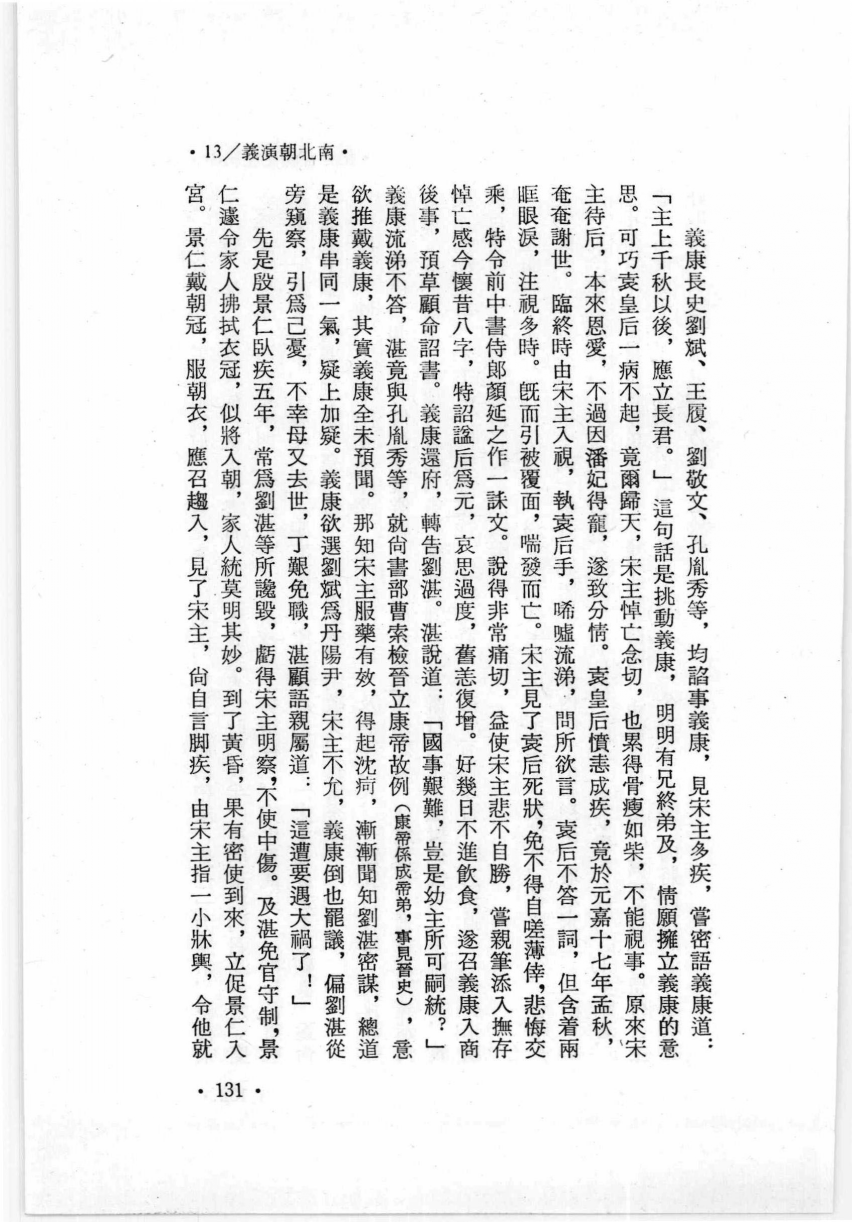 •13／義演朝北南•
義康長史劉斌、王履、劉敬文、孔胤秀等，均諂事義康，見宋主多疾，嘗密語義康道：
「主上千秋以後，應立長君。」這句話是挑動義康，明明有兄終弟及，情願擁立義康的意
思。可巧袁皇后一病不起，竟爾歸天，宋主悼亡念切，也累得骨瘦如柴，不能視事。原來宋
主待后，本來恩愛，不過因潘妃得寵，遂致分情。袁皇后憤恚成疾，竟於元嘉十七年孟秋，
奄奄謝世。臨終時由宋主入視，執袁后手，唏噓流涕，問所欲言。袁后不答一詞，但含着兩
眶眼淚，注視多時。旣而引被覆面，喘發而亡。宋主見了袁后死狀，免不得自嗟薄倖，悲悔交
乘，特令前中書侍郎顏延之作一誄文。說得非常痛切，益使宋主悲不自勝，嘗親筆添入撫存
悼亡感今懷昔八字，特詔諡后爲元，哀思過度，舊恙復增。好幾日不進飲食，遂召義康入商
後事，預草顧命詔書。義康還府，轉告劉湛。湛說道：「國事艱難，豈是幼主所可嗣統？」
義康流涕不答，湛竟與孔胤秀等，就尙書部曹索檢晉立康帝故例（康帝係成帝弟，事見晉史），意
欲推戴義康，其實義康全未預聞。那知宋主服藥有效，得起沈疴，漸漸聞知劉湛密謀，總道
是義康串同一氣，疑上加疑。義康欲選劉斌爲丹陽尹，宋主不允，義康倒也罷議，偏劉湛從
旁窺察，引爲己憂，不幸母又去世，丁艱免職，湛顧語親屬道：「這遭要遇大禍了！」
先是殷景仁臥疾五年，常爲劉湛等所讒毀，虧得宋主明察，不使中傷。及湛免官守制，景
仁遽令家人拂拭衣冠，似將入朝，家人統莫明其妙。到了黃昏，果有密使到來，立促景仁入
宮。景仁戴朝冠，服朝衣，應召趨入，見了宋主，尙自言脚疾，由宋主指一小牀輿，令他就
•131•